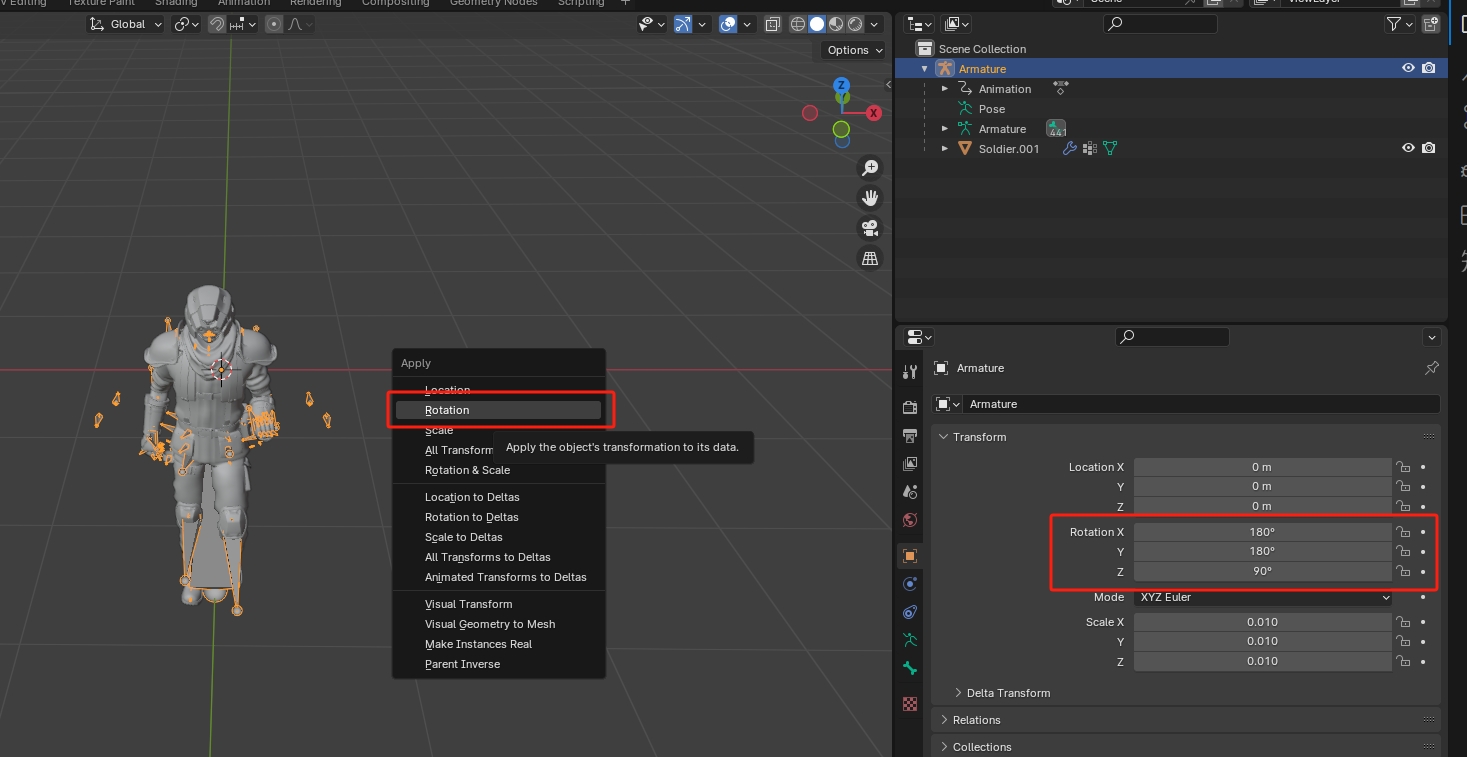 Editing
Texture Paint
Shading
Animation
Rendering
Compositing
Geometry Nodes
Scripting
+
Scene
ViewLayer
Global
Options
Z
Y
X
Scene Collection
Armature
Animation
Pose
Armature
441
Soldier.001
Apply
Location
Rotation
Scale
All Transform
Apply the object's transformation to its data.
Rotation & Scale
Location to Deltas
Rotation to Deltas
Scale to Deltas
All Transforms to Deltas
Animated Transforms to Deltas
Visual Transform
Visual Geometry to Mesh
Make Instances Real
Parent Inverse
Armature
Armature
Transform
Location X 0 m
Y 0 m
Z 0 m
Rotation X 180°
Y 180°
Z 90°
Mode XYZ Euler
Scale X 0.010
Y 0.010
Z 0.010
Delta Transform
Relations
Collections